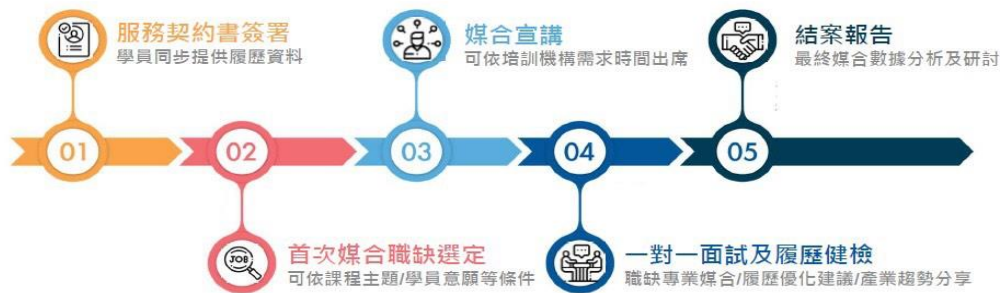 服務契約書簽署
學員同步提供履歷資料
媒合宣講
可依培訓機構需求時間出席
結案報告
最終媒合數據分析及研討
01
02
03
04
05
JOB
首次媒合職缺選定
可依課程主題/學員意願等條件
一對一面試及履歷健檢
職缺專業媒合/履歷優化建議/產業趨勢分享